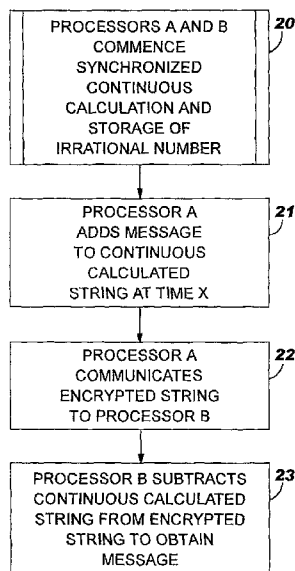 PROCESSORS A AND B
COMMENCE
SYNCHRONIZED
CONTINUOUS
CALCULATION AND
STORAGE OF
IRRATIONAL NUMBER
20
PROCESSOR A
ADDS MESSAGE
TO CONTINUOUS
CALCULATED
STRING AT TIME X
21
PROCESSOR A
COMMUNICATES
ENCRYPTED STRING
TO PROCESSOR B
22
PROCESSOR B SUBTRACTS
CONTINUOUS CALCULATED
STRING FROM ENCRYPTED
STRING TO OBTAIN
MESSAGE
23